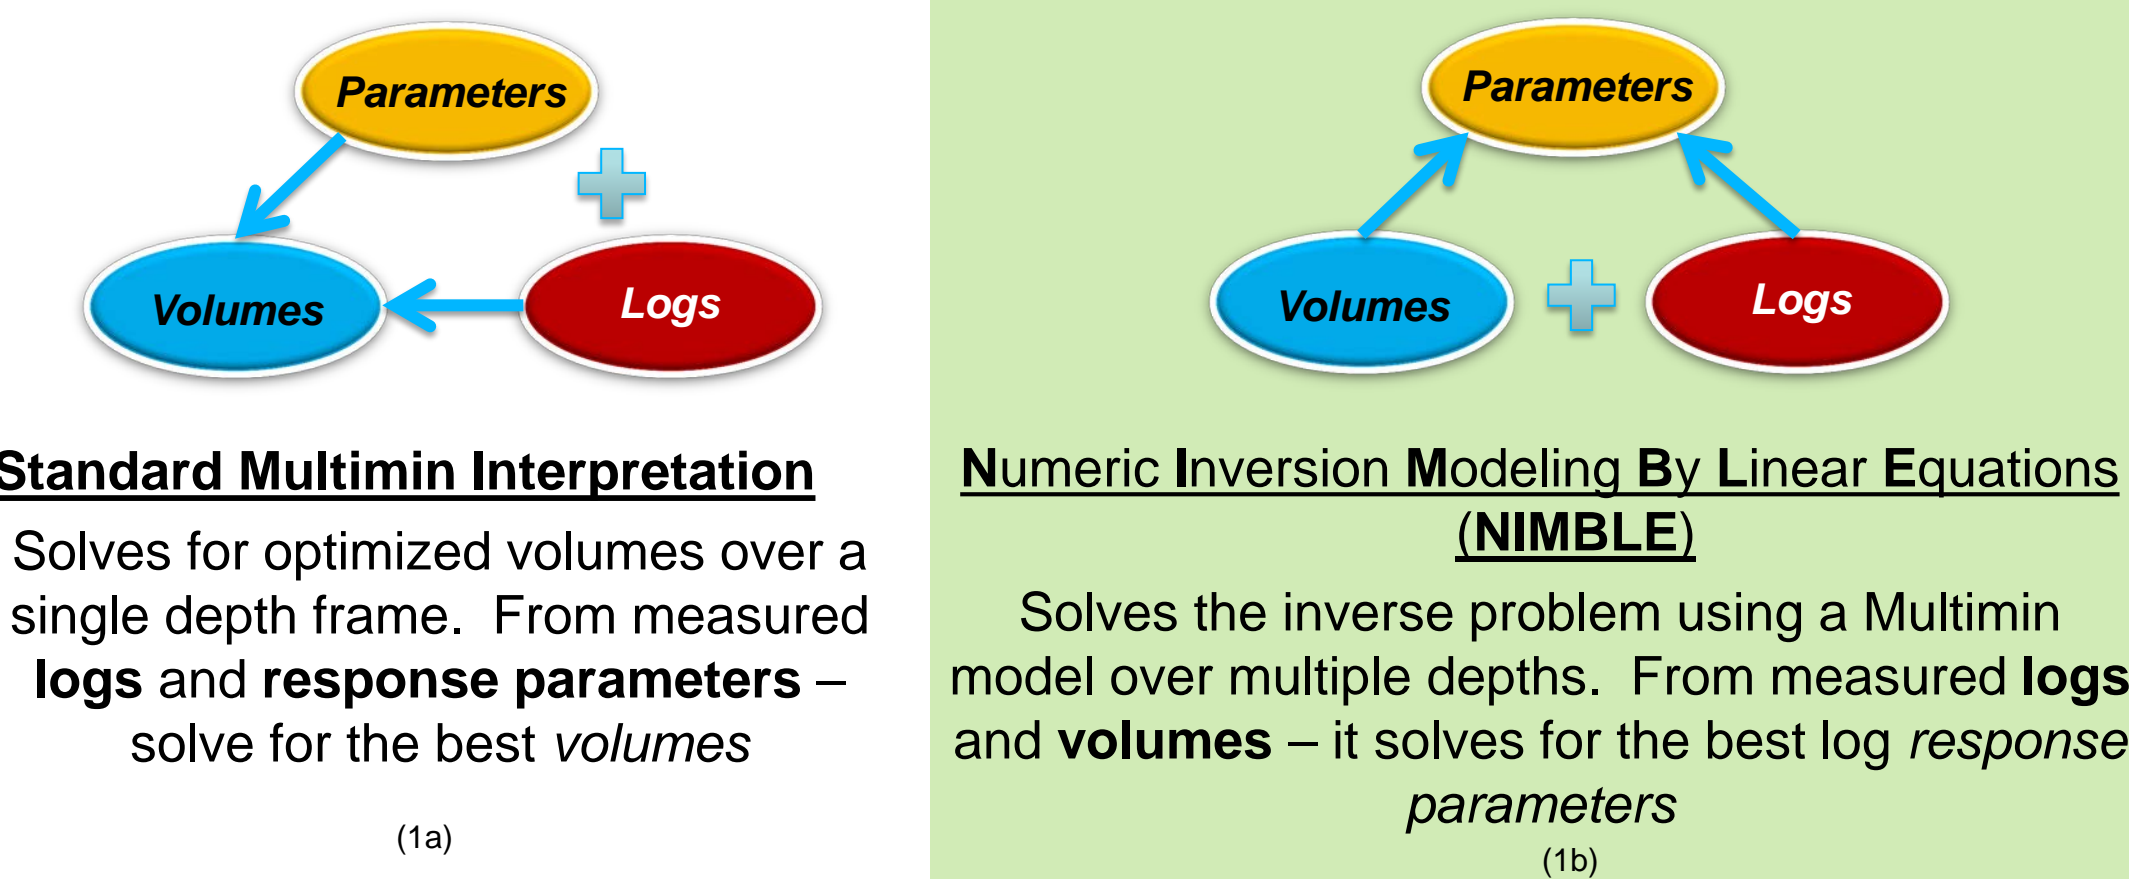 Parameters
Volumes
Logs
Standard Multimin Interpretation
Solves for optimized volumes over a
single depth frame.  From measured
logs and response parameters –
solve for the best volumes
(1a)
Parameters
Volumes
Logs
Numeric Inversion Modeling By Linear Equations
(NIMBLE)
Solves the inverse problem using a Multimin
model over multiple depths.  From measured logs
and volumes – it solves for the best log response
parameters
(1b)